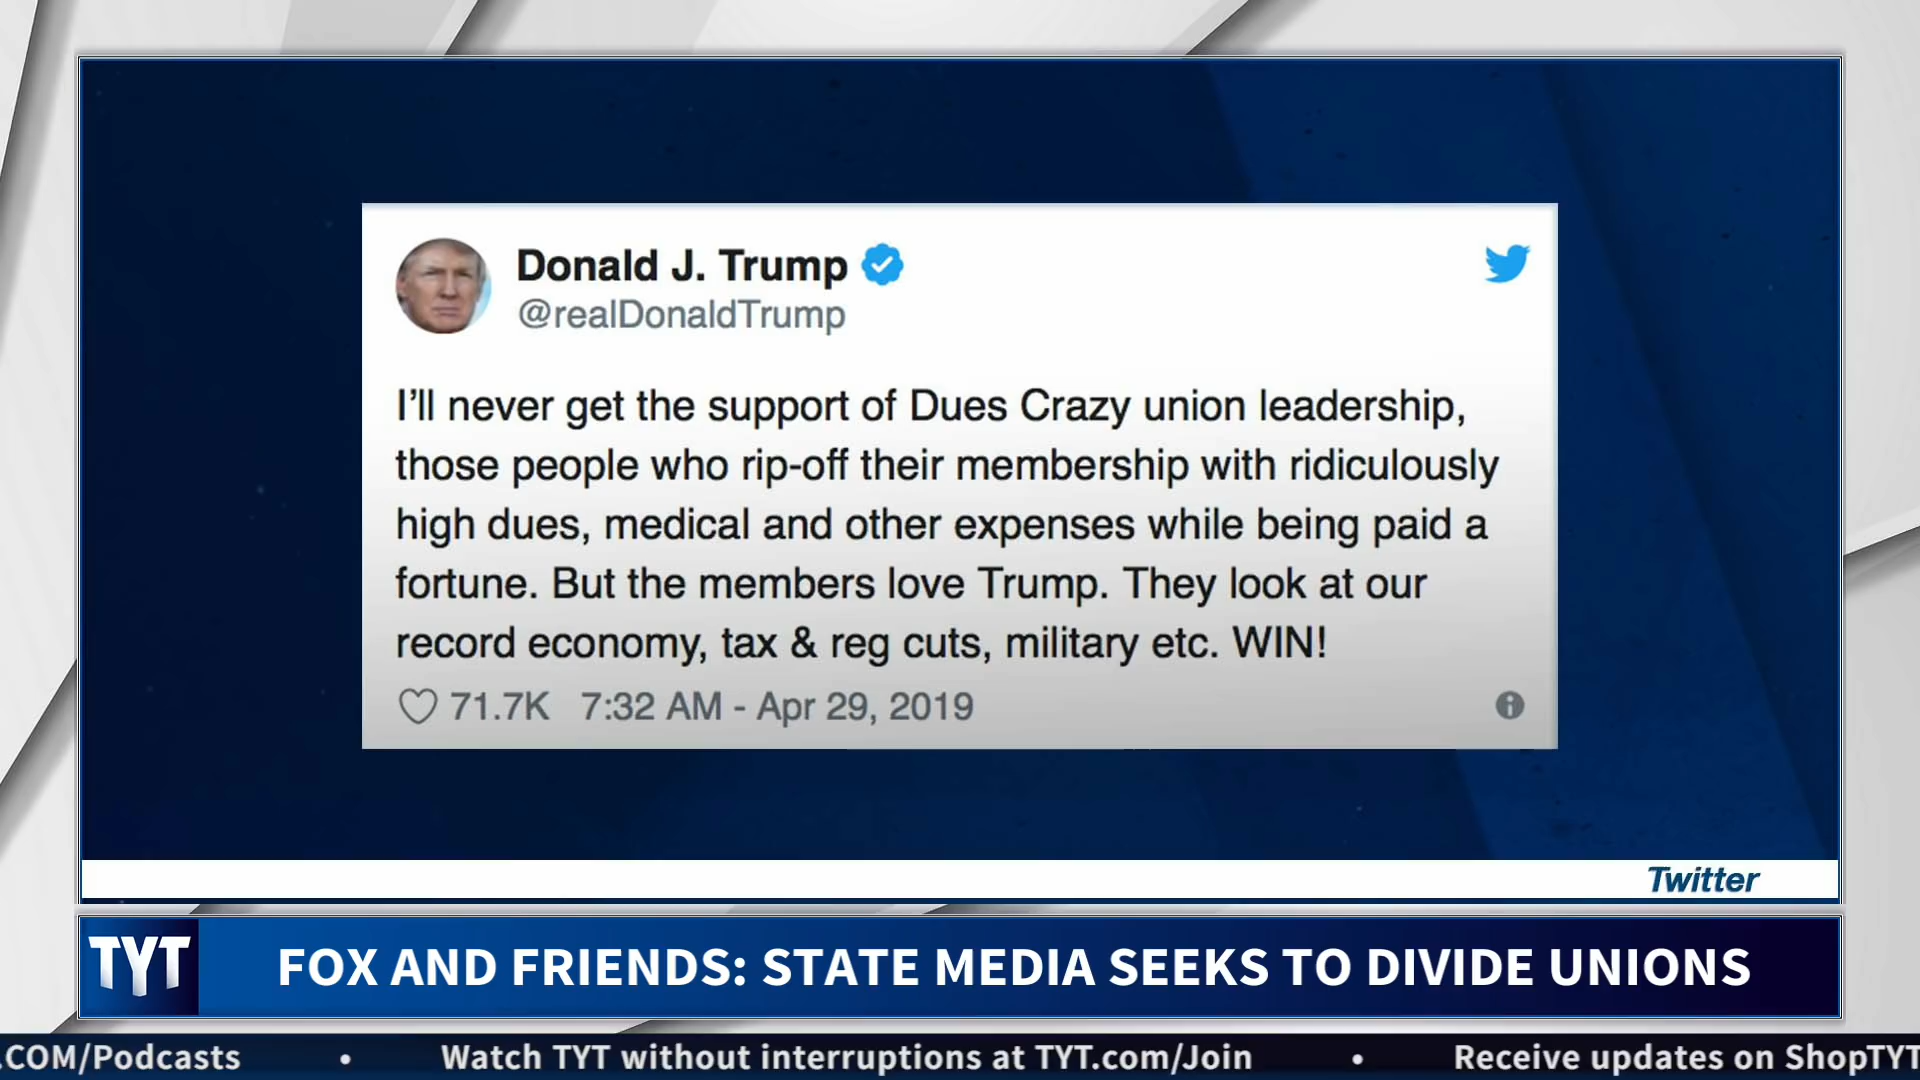 Donald J. Trump
@realDonaldTrump
I'll never get the support of Dues Crazy union leadership,
those people who rip-off their membership with ridiculously
high dues, medical and other expenses while being paid a
fortune. But the members love Trump. They look at our
record economy, tax & reg cuts, military etc. WIN!
71.7K 7:32 AM - Apr 29, 2019
Twitter
TYT FOX AND FRIENDS: STATE MEDIA SEEKS TO DIVIDE UNIONS
.COM/Podcasts • Watch TYT without interruptions at TYT.com/Join • Receive updates on ShopTYT